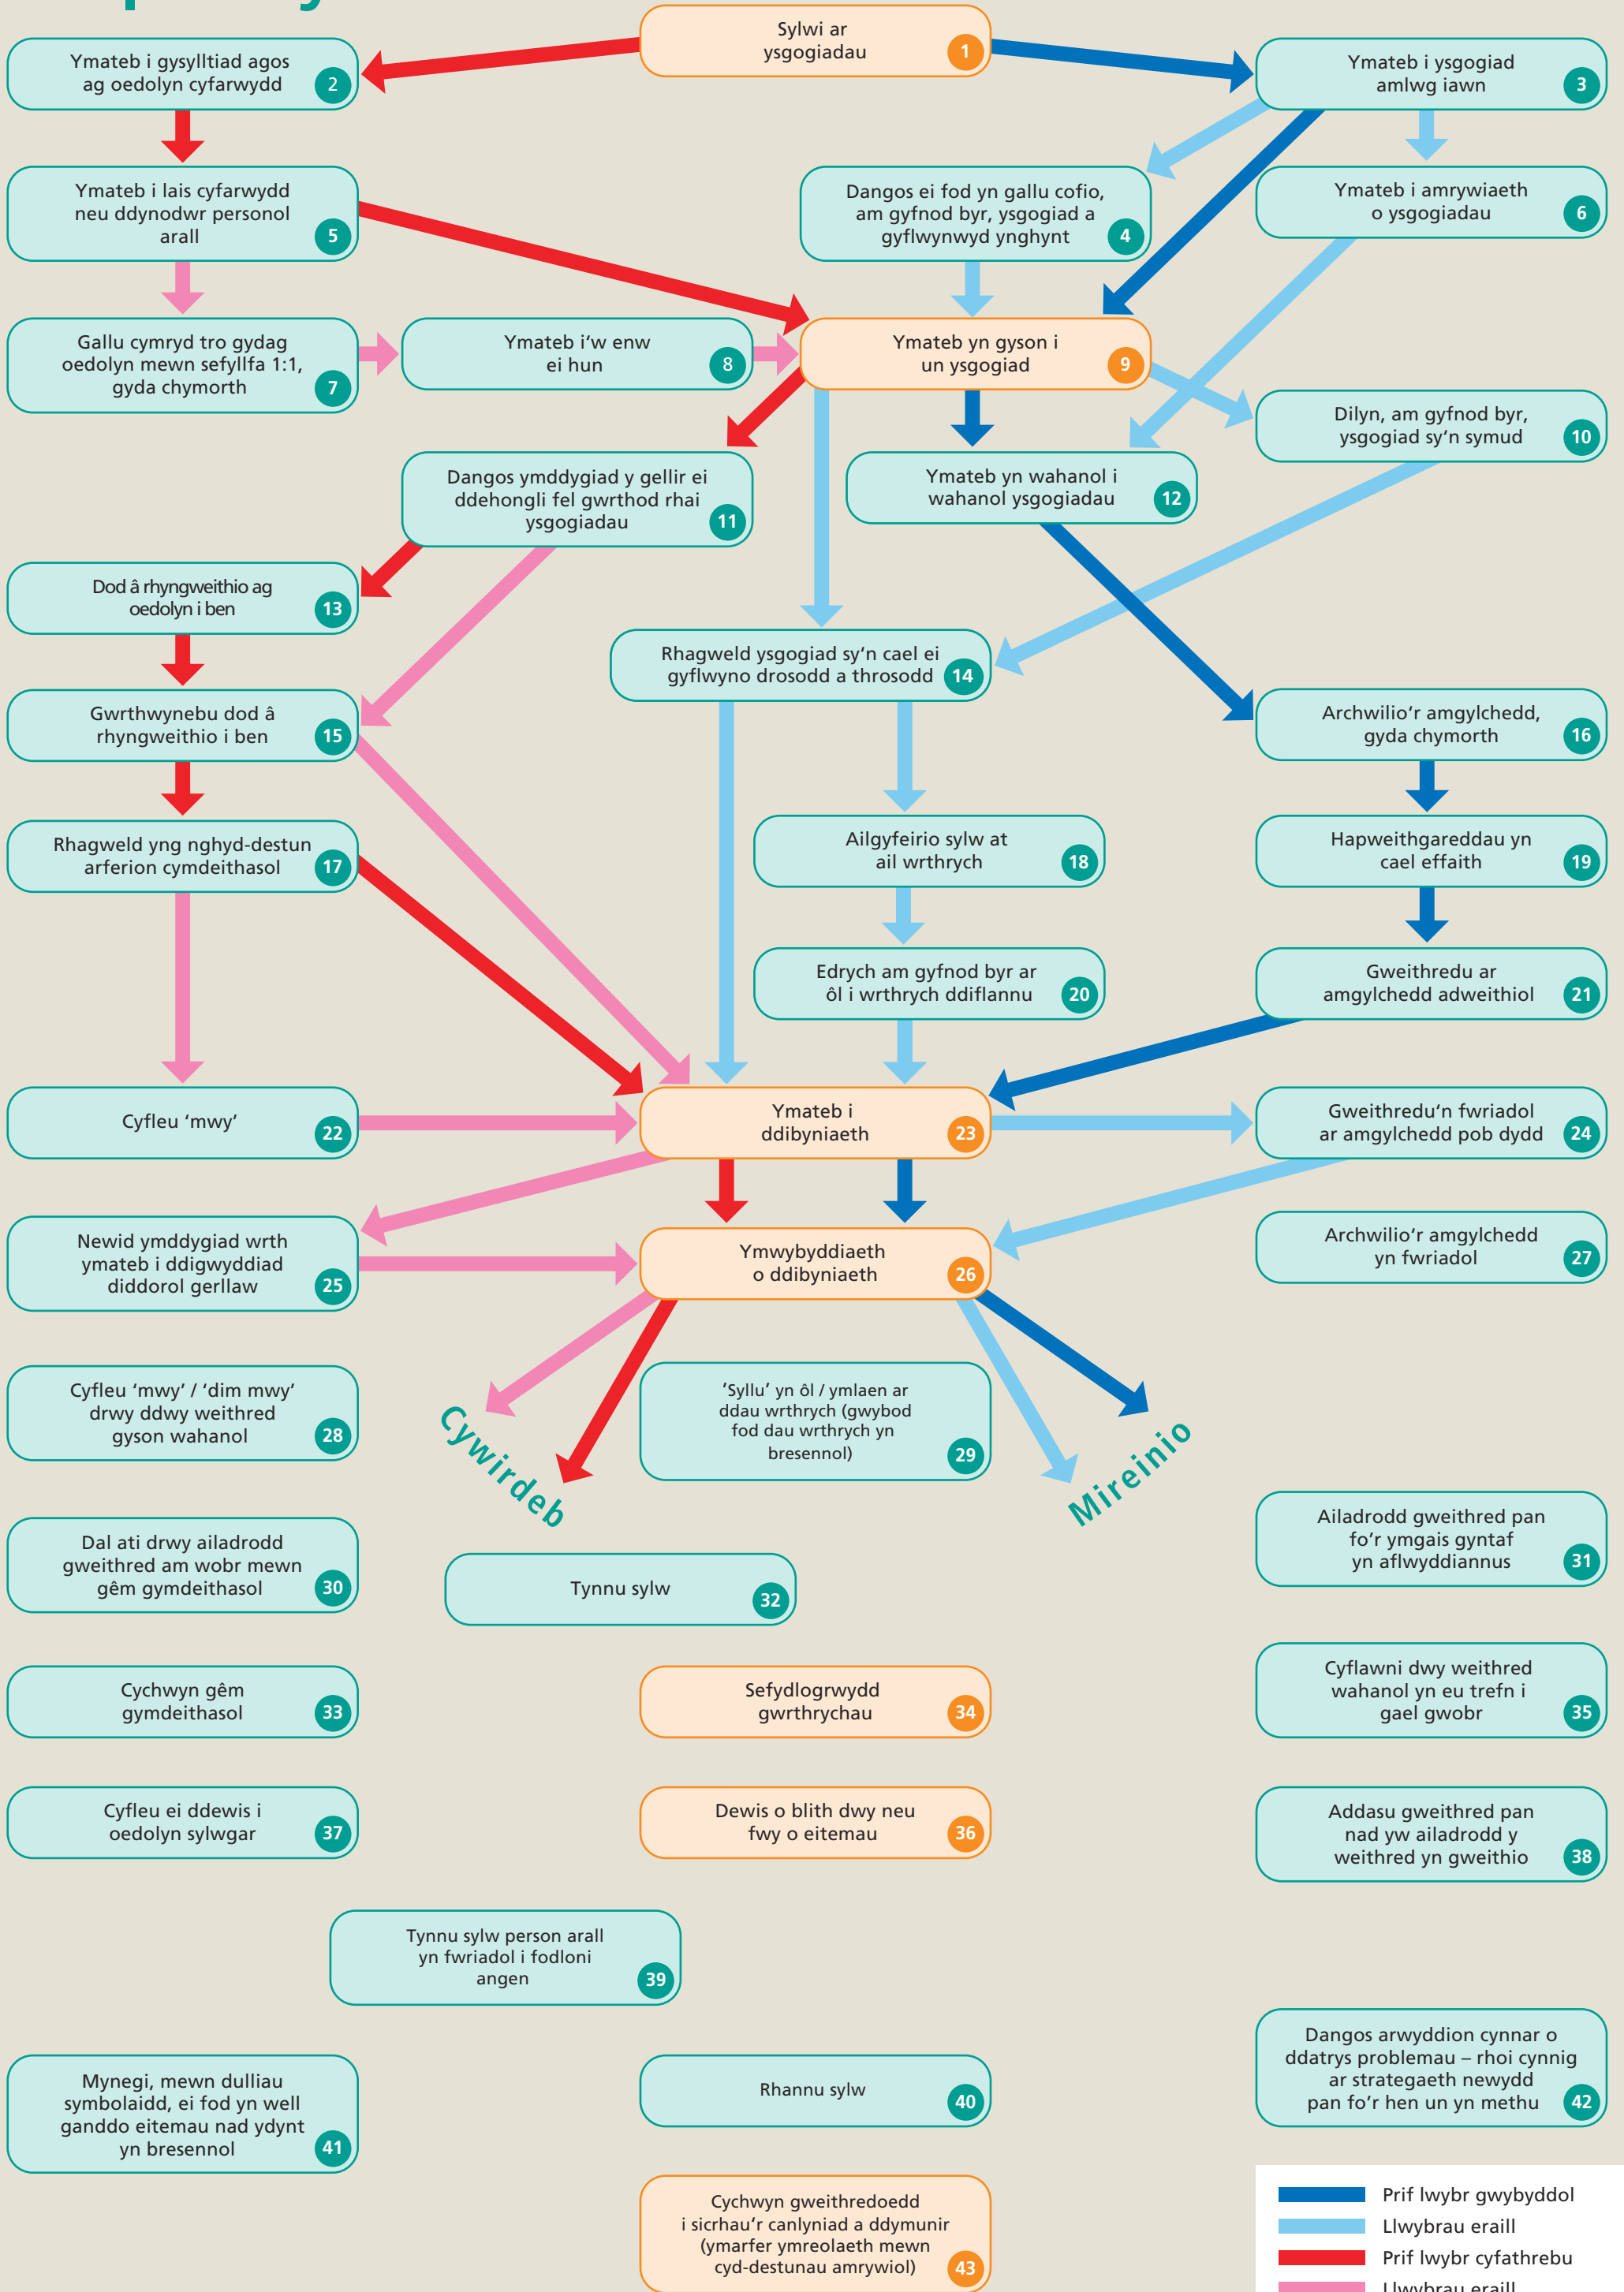 Sylwi ar
ysgogiadau
1
Ymateb i gysylltiad agos
ag oedolyn cyfarwydd
2
Ymateb i ysgogiad
amlwg iawn
3
Dangos ei fod yn gallu cofio,
am gyfnod byr, ysgogiad a
gyflwynwyd ynghynt
4
Ymateb i lais cyfarwydd
neu ddynodwr personol
arall
5
Ymateb i amrywiaeth
o ysgogiadau
6
Gallu cymryd tro gydag
oedolyn mewn sefyllfa 1:1,
gyda chymorth
7
Ymateb i'w enw
ei hun
8
Ymateb yn gyson i
un ysgogiad
9
Dilyn, am gyfnod byr,
ysgogiad sy'n symud
10
Dangos ymddygiad y gellir ei
ddehongli fel gwrthod rhai
ysgogiadau
11
Ymateb yn wahanol i
wahanol ysgogiadau
12
Dod â rhyngweithio ag
oedolyn i ben
13
Rhagweld ysgogiad sy'n cael ei
gyflwyno drosodd a throsodd
14
Gwrthwynebu dod â
rhyngweithio i ben
15
Archwilio'r amgylchedd,
gyda chymorth
16
Rhagweld yng nghyd-destun
arferion cymdeithasol
17
Ailgyfeirio sylw at
ail wrthrych
18
Hapweithgareddau yn
cael effaith
19
Edrych am gyfnod byr ar
ôl i wrthrych ddiflannu
20
Gweithredu ar
amgylchedd adweithiol
21
Cyfleu 'mwy'
22
Ymateb i
ddibyniaeth
23
Gweithredu'n fwriadol
ar amgylchedd pob dydd
24
Newid ymddygiad wrth
ymateb i ddigwyddiad
diddorol gerllaw
25
Ymwybyddiaeth
o ddibyniaeth
26
Archwilio'r amgylchedd
yn fwriadol
27
Cyfleu 'mwy' / 'dim mwy'
drwy ddwy weithred
gyson wahanol
28
'Syllu' yn ôl / ymlaen ar
ddau wrthrych (gwybod
fod dau wrthrych yn
bresennol)
29
Cywirdeb
Mireinio
Dal ati drwy ailadrodd
gweithred am wobr mewn
gêm gymdeithasol
30
Ailadrodd gweithred pan
fo'r ymgais gyntaf
yn aflwyddiannus
31
Tynnu sylw
32
Cychwyn gêm
gymdeithasol
33
Sefydlogrwydd
gwrthrychau
34
Cyflawni dwy weithred
wahanol yn eu trefn i
gael gwobr
35
Dewis o blith dwy neu
fwy o eitemau
36
Cyfleu ei ddewis i
oedolyn sylwgar
37
Addasu gweithred pan
nad yw ailadrodd y
weithred yn gweithio
38
Tynnu sylw person arall
yn fwriadol i fodloni
angen
39
Rhannu sylw
40
Mynegi, mewn dulliau
symbolaidd, ei fod yn well
ganddo eitemau nad ydynt
yn bresennol
41
Dangos arwyddion cynnar o
ddatrys problemau – rhoi cynnig
ar strategaeth newydd
pan fo'r hen un yn methu
42
Cychwyn gweithredoedd
i sicrhau'r canlyniad a ddymunir
(ymarfer ymreolaeth mewn
cyd-destunau amrywiol)
43
Prif lwybr gwybyddol
Llwybrau eraill
Prif lwybr cyfathrebu
Llwybrau eraill